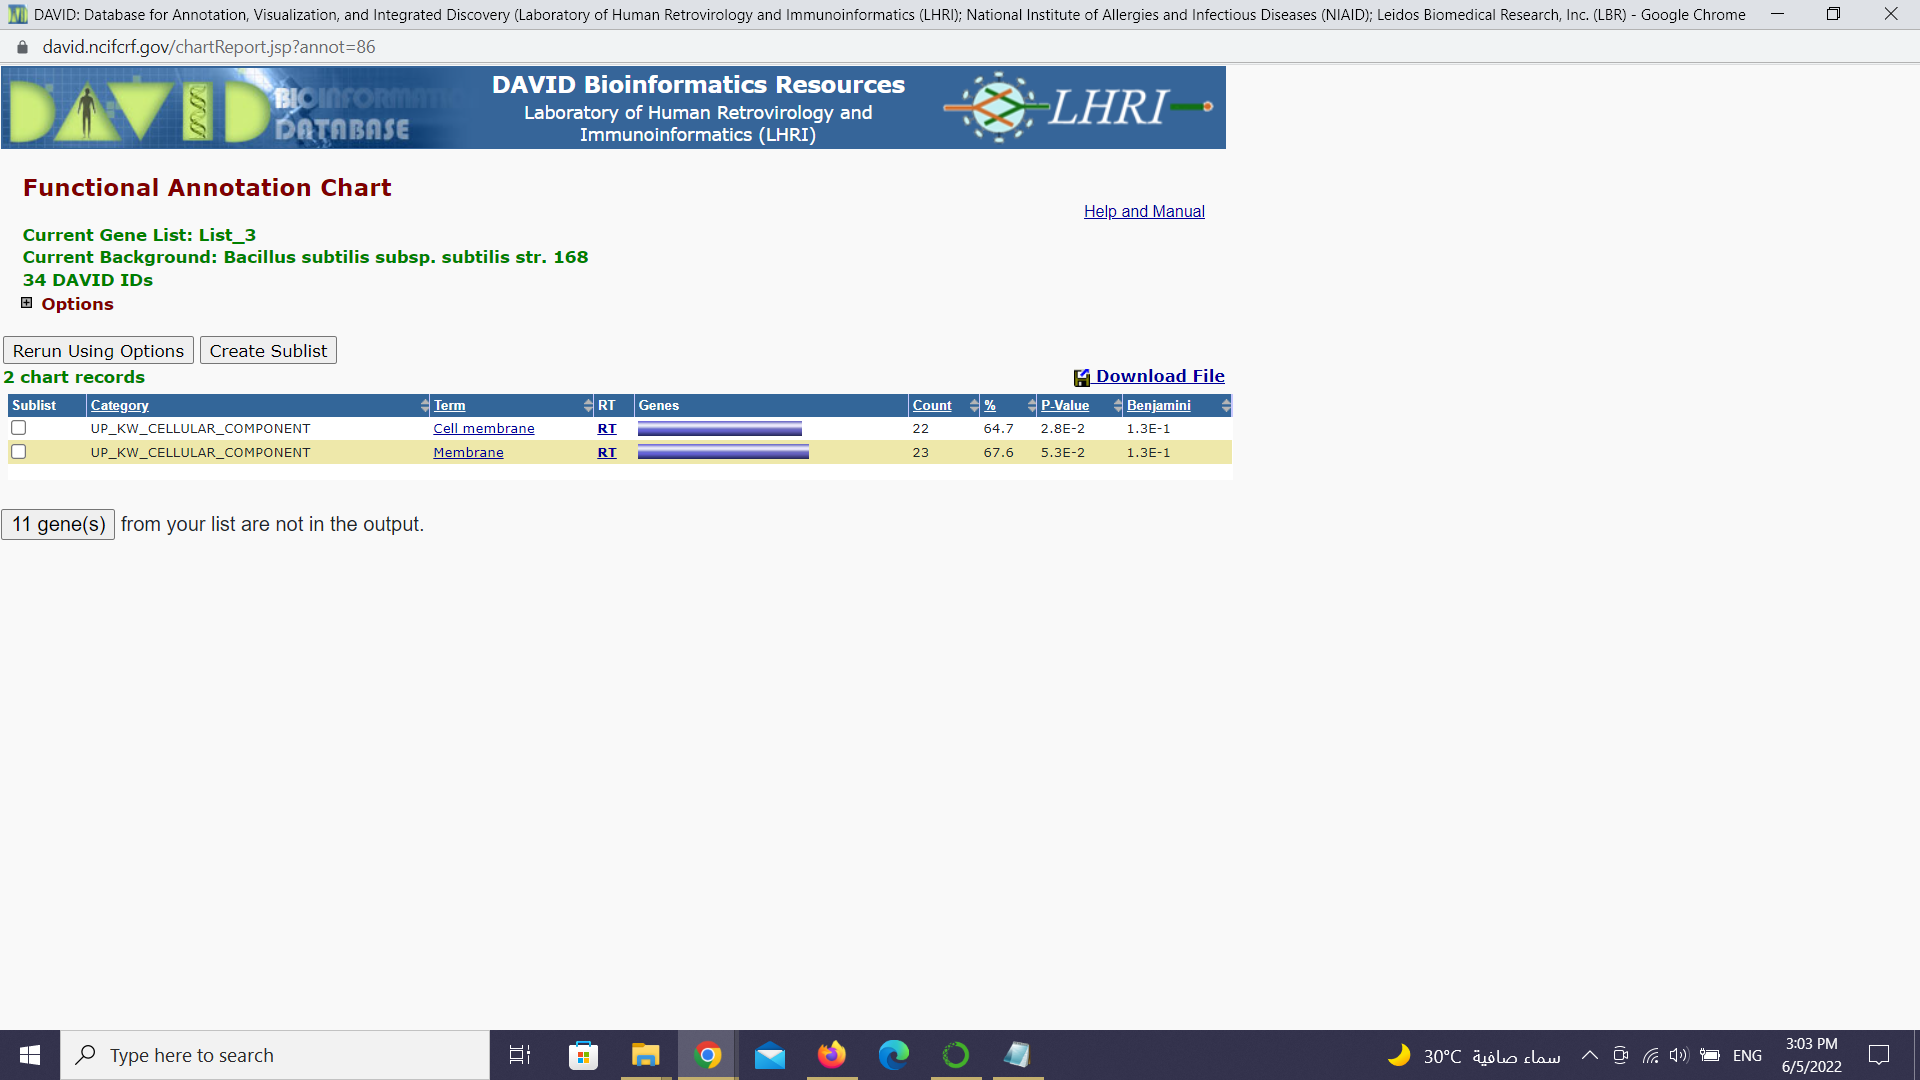 DAVID: Database for Annotation, Visualization, and Integrated Discovery (Laboratory of Human Retrovirology and Immunoinformatics (LHRI); National Institute of Allergies and Infectious Diseases (NIAID); Leidos Biomedical Research, Inc. (LBR) - Google Chrome
david.ncifcrf.gov/chartReport.jsp?annot=86
DAVID BIOINFORMATICS DATABASE
DAVID Bioinformatics Resources
Laboratory of Human Retrovirology and
Immunoinformatics (LHRI)
LHRI
Functional Annotation Chart
Help and Manual
Current Gene List: List_3
Current Background: Bacillus subtilis subsp. subtilis str. 168
34 DAVID IDs
Options
Rerun Using Options Create Sublist
2 chart records Download File
Sublist Category Term RT Genes Count % P-Value Benjamini
UP_KW_CELLULAR_COMPONENT Cell membrane RT 22 64.7 2.8E-2 1.3E-1
UP_KW_CELLULAR_COMPONENT Membrane RT 23 67.6 5.3E-2 1.3E-1
11 gene(s) from your list are not in the output.
Type here to search
30°C سماء صافية ENG
3:03 PM
6/5/2022